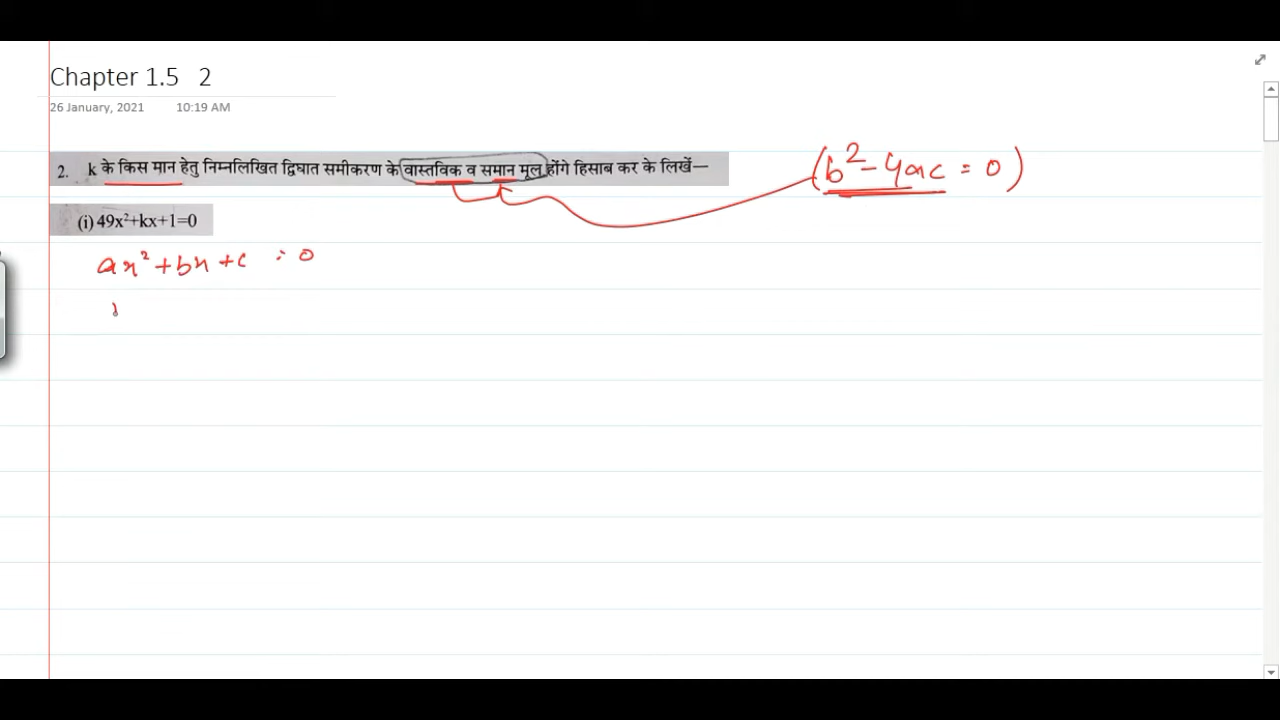 Chapter 1.5 2
26 January, 2021 10:19 AM
2. k के किस मान हेतु निम्नलिखित द्विघात समीकरण के वास्तविक व समान मूल होंगे हिसाब कर के लिखें—
(b² - 4ac = 0)
(i) 49x²+kx+1=0
ax² + bx + c = 0